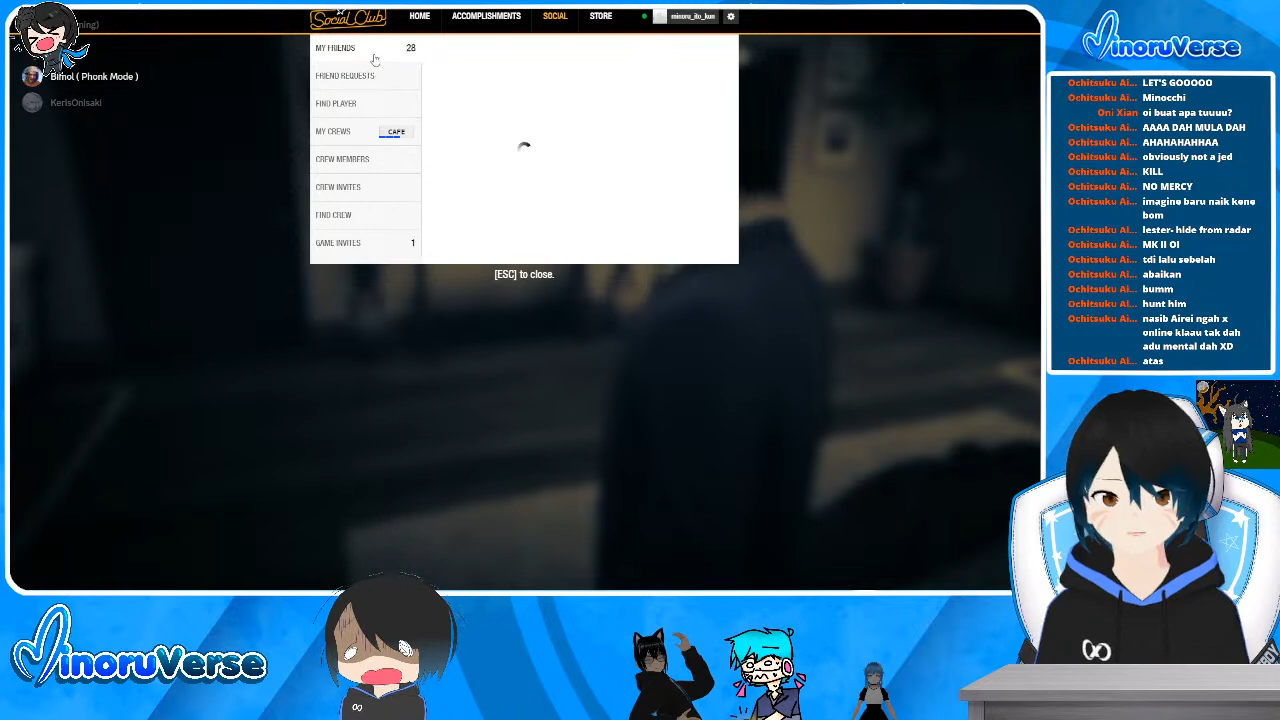 Social Club
HOME
ACCOMPLISHMENTS
SOCIAL
STORE
minoru_ito_kun
MY FRIENDS 28
FRIEND REQUESTS
FIND PLAYER
MY CREWS CAFE
CREW MEMBERS
CREW INVITES
FIND CREW
GAME INVITES 1
[ESC] to close.
Bithol ( Phonk Mode )
KerisOnisaki
MinoruVerse
Ochitsuku Ai... LET'S GOOOOO
Ochitsuku Ai... Minocchi
Oni Xian oi buat apa tuuuu?
Ochitsuku Ai... AAAA DAH MULA DAH
Ochitsuku Ai... AHAHAHAHHAA
Ochitsuku Ai... obviously not a jed
Ochitsuku Ai... KILL
Ochitsuku Ai... NO MERCY
Ochitsuku Ai... imagine baru naik kene
bom
Ochitsuku Ai... lester- hide from radar
Ochitsuku Ai... MK II OI
Ochitsuku Ai... tdi lalu sebelah
Ochitsuku Ai... abaikan
Ochitsuku Ai... bumm
Ochitsuku Ai... hunt him
Ochitsuku Ai... nasib Airei ngah x
online klaau tak dah
adu mental dah XD
Ochitsuku Ai... atas
MinoruVerse